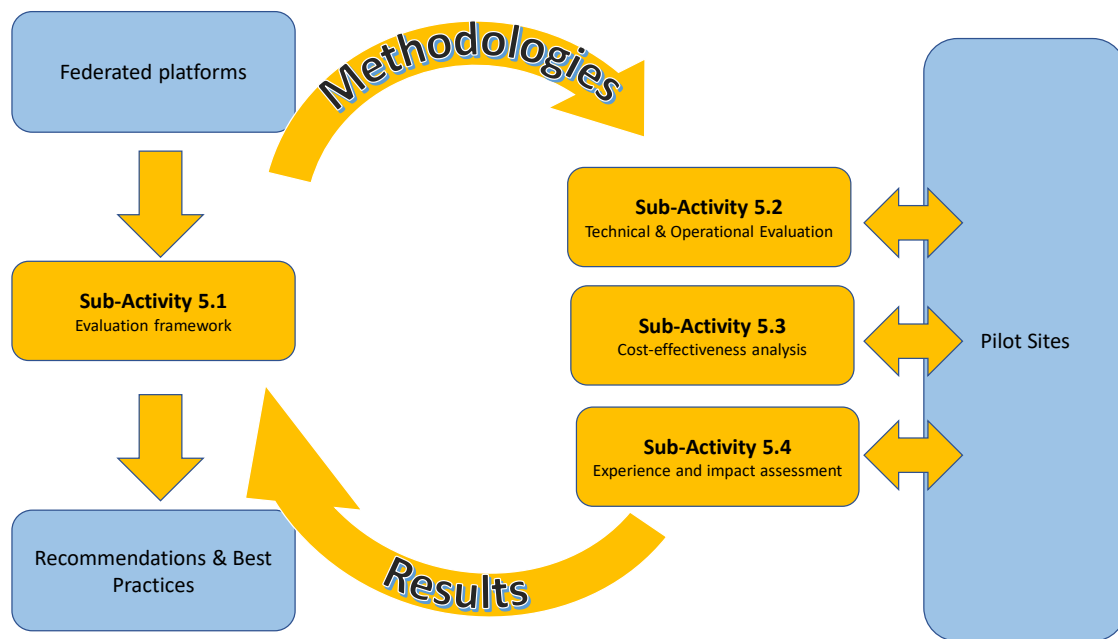 Federated platforms
Methodologies
Sub-Activity 5.1
Evaluation framework
Recommendations & Best
Practices
Results
Sub-Activity 5.2
Technical & Operational Evaluation
Sub-Activity 5.3
Cost-effectiveness analysis
Sub-Activity 5.4
Experience and impact assessment
Pilot Sites